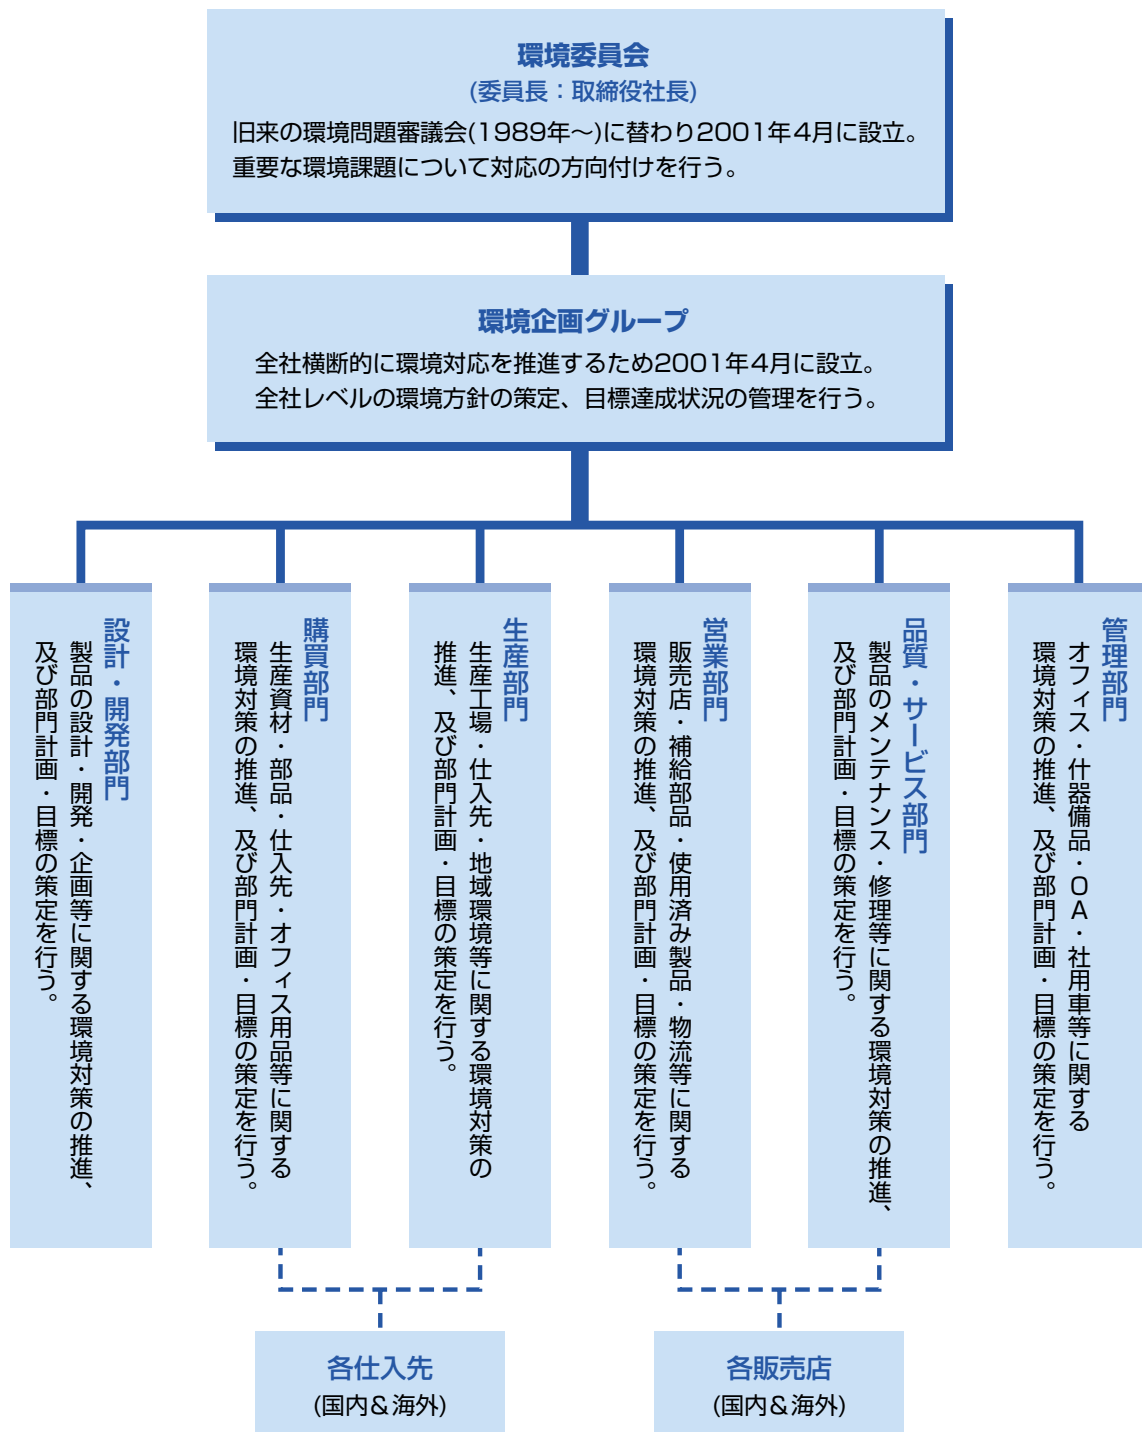 環境委員会
(委員長：取締役社長)
旧来の環境問題審議会(1989年～)に替わり2001年4月に設立。
重要な環境課題について対応の方向付けを行う。
環境企画グループ
全社横断的に環境対応を推進するため2001年4月に設立。
全社レベルの環境方針の策定、目標達成状況の管理を行う。
設計・開発部門
製品の設計・開発・企画等に関する環境対策の推進、
及び部門計画・目標の策定を行う。
購買部門
生産資材・部品・仕入先・オフィス用品等に関する
環境対策の推進、及び部門計画・目標の策定を行う。
生産部門
生産工場・仕入先・地域環境等に関する環境対策の
推進、及び部門計画・目標の策定を行う。
営業部門
販売店・補給部品・使用済み製品・物流等に関する
環境対策の推進、及び部門計画・目標の策定を行う。
品質・サービス部門
製品のメンテナンス・修理等に関する環境対策の推進、
及び部門計画・目標の策定を行う。
管理部門
オフィス・什器備品・OA・社用車等に関する
環境対策の推進、及び部門計画・目標の策定を行う。
各仕入先
(国内＆海外)
各販売店
(国内＆海外)